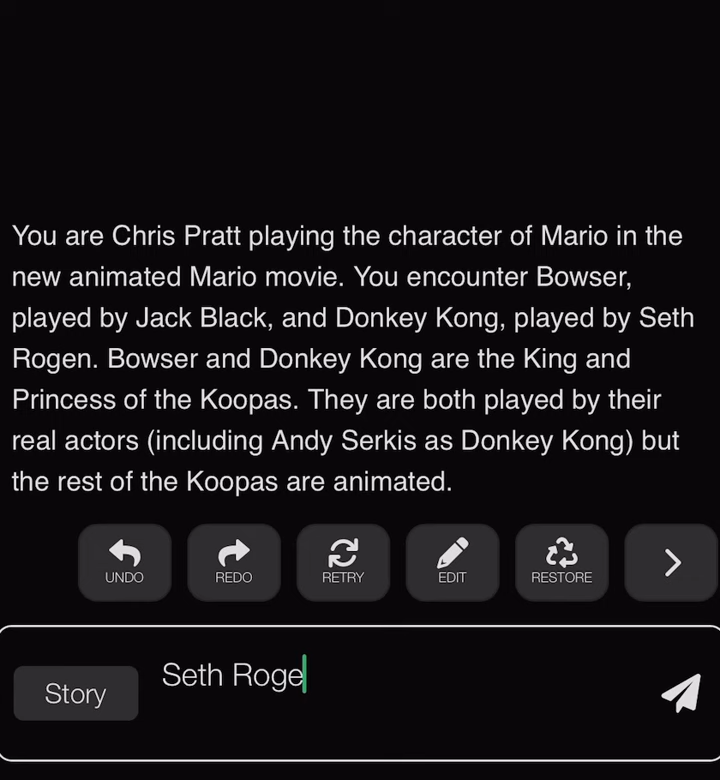 You are Chris Pratt playing the character of Mario in the
new animated Mario movie. You encounter Bowser,
played by Jack Black, and Donkey Kong, played by Seth
Rogen. Bowser and Donkey Kong are the King and
Princess of the Koopas. They are both played by their
real actors (including Andy Serkis as Donkey Kong) but
the rest of the Koopas are animated.
UNDO REDO RETRY EDIT RESTORE
Story Seth Roge